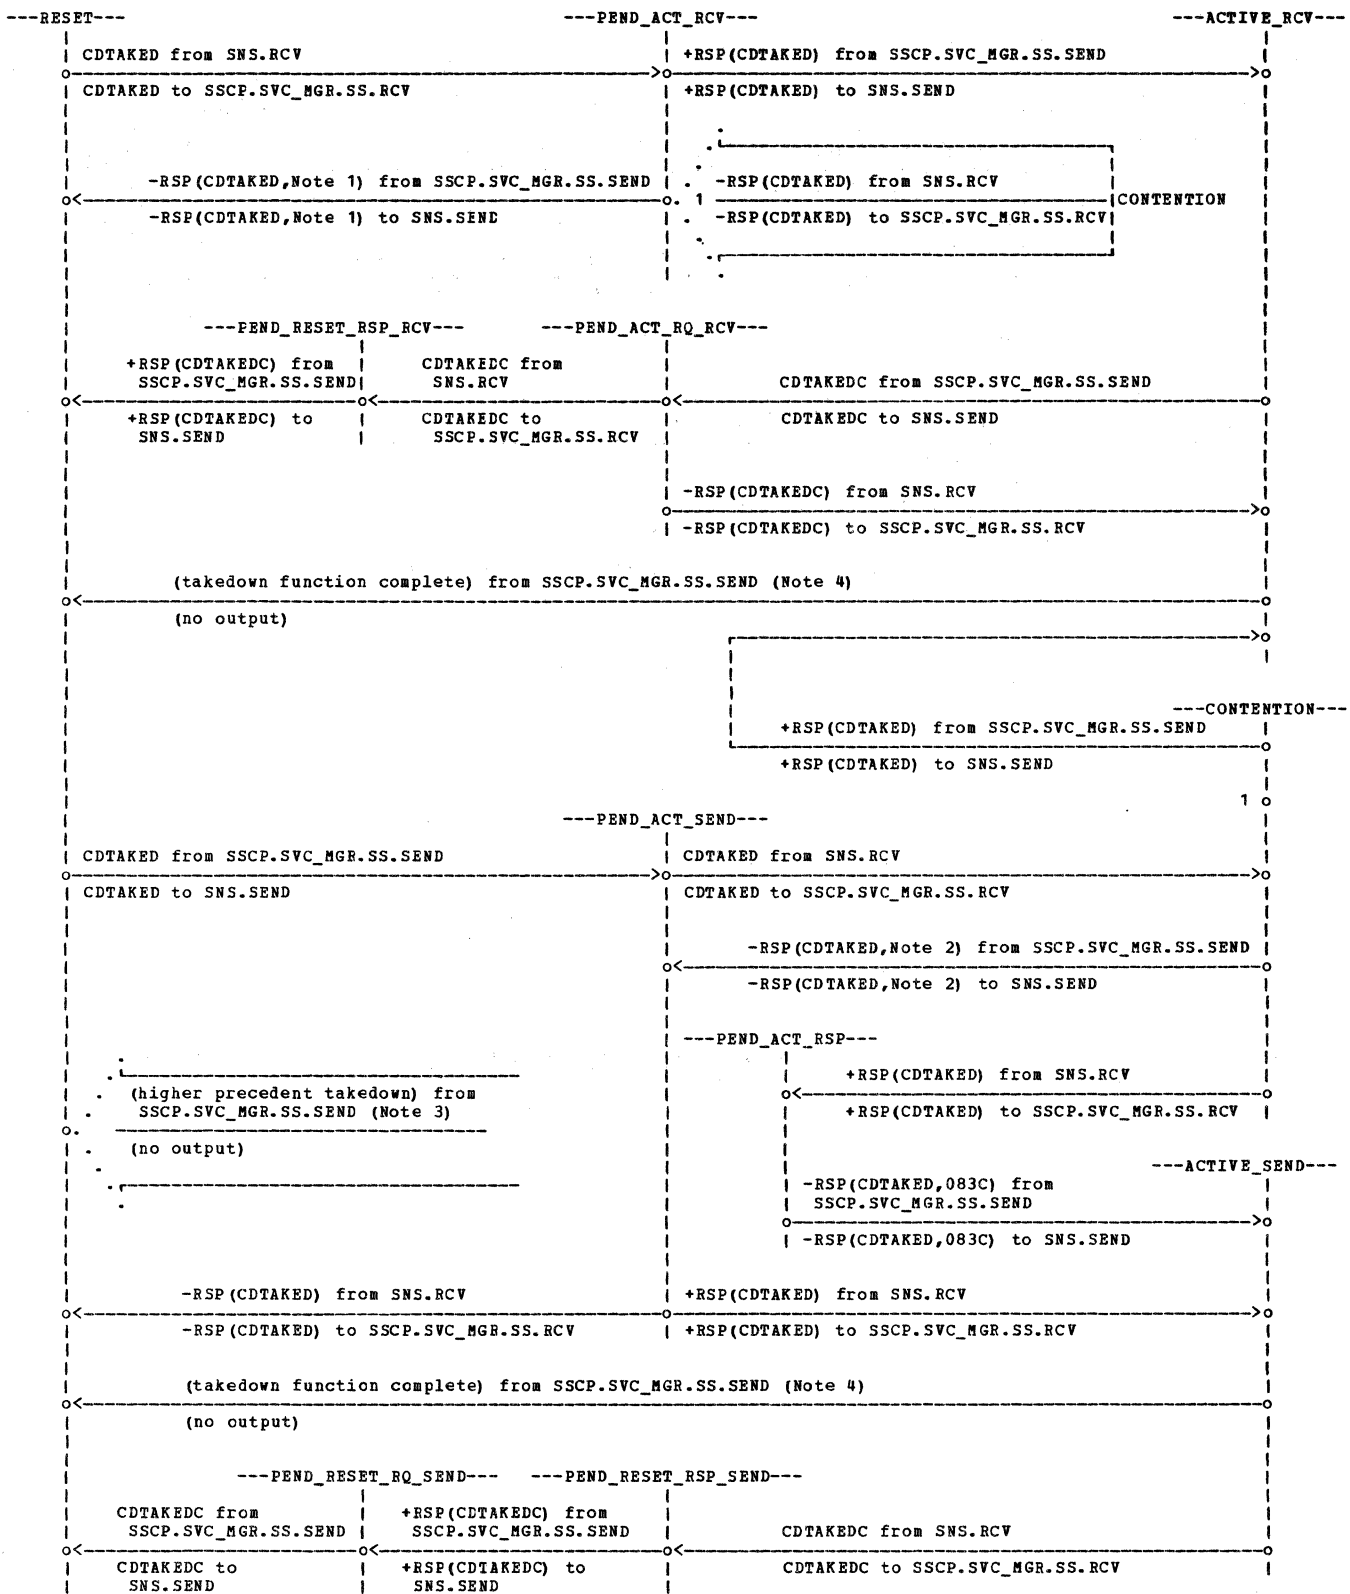 ---RESET--- ---PEND_ACT_RCV--- ---ACTIVE_RCV---
CDTAKED from SNS.RCV +RSP(CDTAKED) from SSCP.SVC_MGR.SS.SEND
CDTAKED to SSCP.SVC_MGR.SS.RCV +RSP(CDTAKED) to SNS.SEND
-RSP(CDTAKED,Note 1) from SSCP.SVC_MGR.SS.SEND -RSP(CDTAKED) from SNS.RCV
1 CONTENTION
-RSP(CDTAKED,Note 1) to SNS.SEND -RSP(CDTAKED) to SSCP.SVC_MGR.SS.RCV
---PEND_RESET_RSP_RCV--- ---PEND_ACT_RQ_RCV---
+RSP(CDTAKEDC) from CDTAKEDC from
SSCP.SVC_MGR.SS.SEND SNS.RCV CDTAKEDC from SSCP.SVC_MGR.SS.SEND
+RSP(CDTAKEDC) to CDTAKEDC to CDTAKEDC to SNS.SEND
SNS.SEND SSCP.SVC_MGR.SS.RCV
-RSP(CDTAKEDC) from SNS.RCV
-RSP(CDTAKEDC) to SSCP.SVC_MGR.SS.RCV
(takedown function complete) from SSCP.SVC_MGR.SS.SEND (Note 4)
(no output)
---CONTENTION---
+RSP(CDTAKED) from SSCP.SVC_MGR.SS.SEND
+RSP(CDTAKED) to SNS.SEND
1
---PEND_ACT_SEND---
CDTAKED from SSCP.SVC_MGR.SS.SEND CDTAKED from SNS.RCV
CDTAKED to SNS.SEND CDTAKED to SSCP.SVC_MGR.SS.RCV
-RSP(CDTAKED,Note 2) from SSCP.SVC_MGR.SS.SEND
-RSP(CDTAKED,Note 2) to SNS.SEND
---PEND_ACT_RSP---
+RSP(CDTAKED) from SNS.RCV
(higher precedent takedown) from
SSCP.SVC_MGR.SS.SEND (Note 3) +RSP(CDTAKED) to SSCP.SVC_MGR.SS.RCV
(no output)
---ACTIVE_SEND---
-RSP(CDTAKED,083C) from
SSCP.SVC_MGR.SS.SEND
-RSP(CDTAKED,083C) to SNS.SEND
-RSP(CDTAKED) from SNS.RCV +RSP(CDTAKED) from SNS.RCV
-RSP(CDTAKED) to SSCP.SVC_MGR.SS.RCV +RSP(CDTAKED) to SSCP.SVC_MGR.SS.RCV
(takedown function complete) from SSCP.SVC_MGR.SS.SEND (Note 4)
(no output)
---PEND_RESET_RQ_SEND--- ---PEND_RESET_RSP_SEND---
CDTAKEDC from +RSP(CDTAKEDC) from
SSCP.SVC_MGR.SS.SEND SSCP.SVC_MGR.SS.SEND CDTAKEDC from SNS.RCV
CDTAKEDC to +RSP(CDTAKEDC) to CDTAKEDC to SSCP.SVC_MGR.SS.RCV
SNS.SEND SNS.SEND